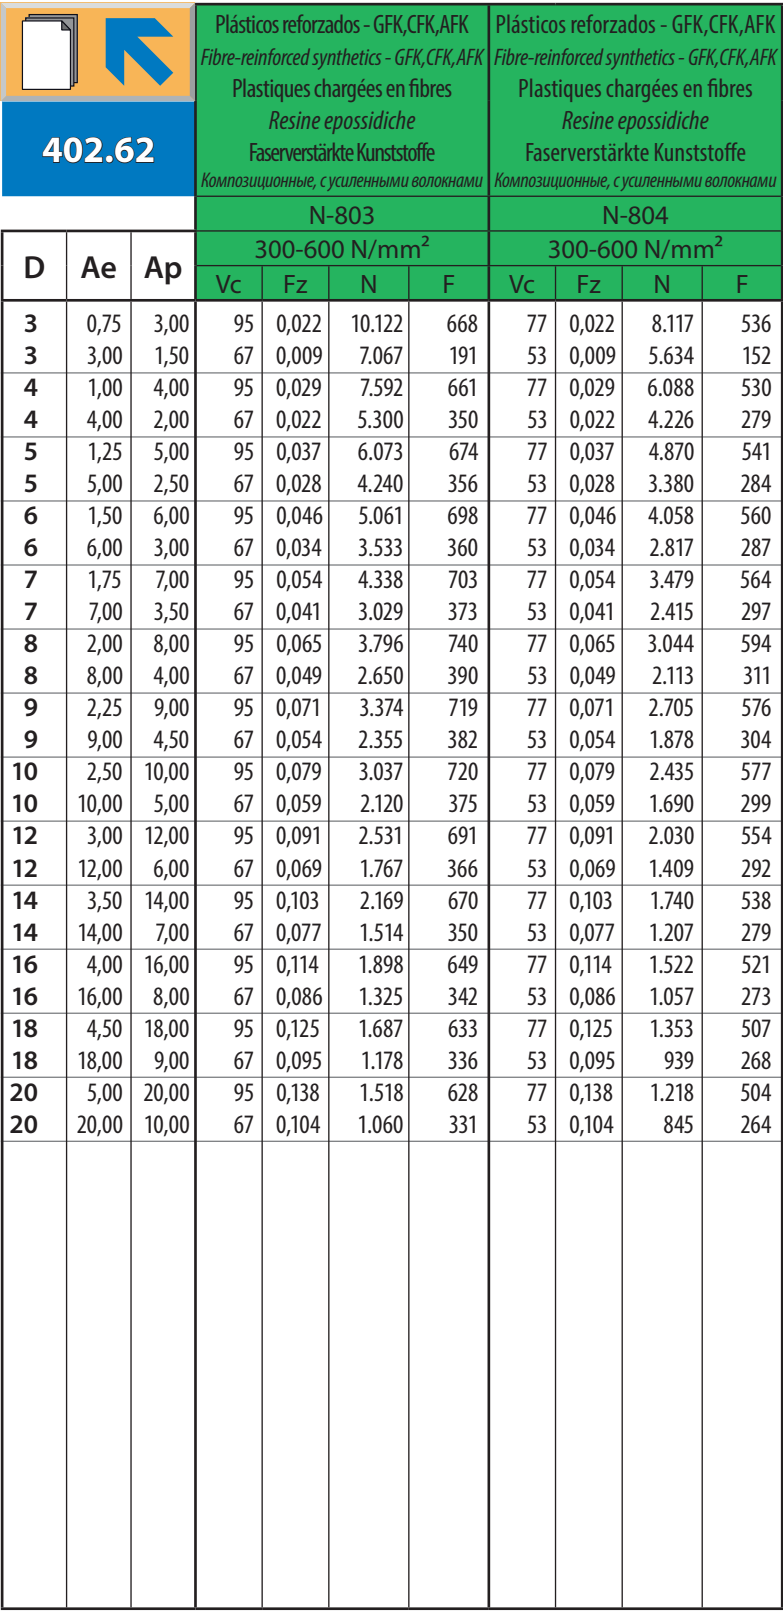 Plásticos reforzados - GFK,CFK,AFK Plásticos reforzados - GFK,CFK,AFK
Fibre-reinforced synthetics - GFK,CFK,AFK Fibre-reinforced synthetics - GFK,CFK,AFK
Plastiques chargées en fibres Plastiques chargées en fibres
Resine epossidiche Resine epossidiche
402.62 Faserverstärkte Kunststoffe Faserverstärkte Kunststoffe
Композиционные, с усиленными волокнами Композиционные, с усиленными волокнами
N-803 N-804
300-600 N/mm² 300-600 N/mm²
D Ae Ap Vc Fz N F Vc Fz N F
3 0,75 3,00 95 0,022 10.122 668 77 0,022 8.117 536
3 3,00 1,50 67 0,009 7.067 191 53 0,009 5.634 152
4 1,00 4,00 95 0,029 7.592 661 77 0,029 6.088 530
4 4,00 2,00 67 0,022 5.300 350 53 0,022 4.226 279
5 1,25 5,00 95 0,037 6.073 674 77 0,037 4.870 541
5 5,00 2,50 67 0,028 4.240 356 53 0,028 3.380 284
6 1,50 6,00 95 0,046 5.061 698 77 0,046 4.058 560
6 6,00 3,00 67 0,034 3.533 360 53 0,034 2.817 287
7 1,75 7,00 95 0,054 4.338 703 77 0,054 3.479 564
7 7,00 3,50 67 0,041 3.029 373 53 0,041 2.415 297
8 2,00 8,00 95 0,065 3.796 740 77 0,065 3.044 594
8 8,00 4,00 67 0,049 2.650 390 53 0,049 2.113 311
9 2,25 9,00 95 0,071 3.374 719 77 0,071 2.705 576
9 9,00 4,50 67 0,054 2.355 382 53 0,054 1.878 304
10 2,50 10,00 95 0,079 3.037 720 77 0,079 2.435 577
10 10,00 5,00 67 0,059 2.120 375 53 0,059 1.690 299
12 3,00 12,00 95 0,091 2.531 691 77 0,091 2.030 554
12 12,00 6,00 67 0,069 1.767 366 53 0,069 1.409 292
14 3,50 14,00 95 0,103 2.169 670 77 0,103 1.740 538
14 14,00 7,00 67 0,077 1.514 350 53 0,077 1.207 279
16 4,00 16,00 95 0,114 1.898 649 77 0,114 1.522 521
16 16,00 8,00 67 0,086 1.325 342 53 0,086 1.057 273
18 4,50 18,00 95 0,125 1.687 633 77 0,125 1.353 507
18 18,00 9,00 67 0,095 1.178 336 53 0,095 939 268
20 5,00 20,00 95 0,138 1.518 628 77 0,138 1.218 504
20 20,00 10,00 67 0,104 1.060 331 53 0,104 845 264